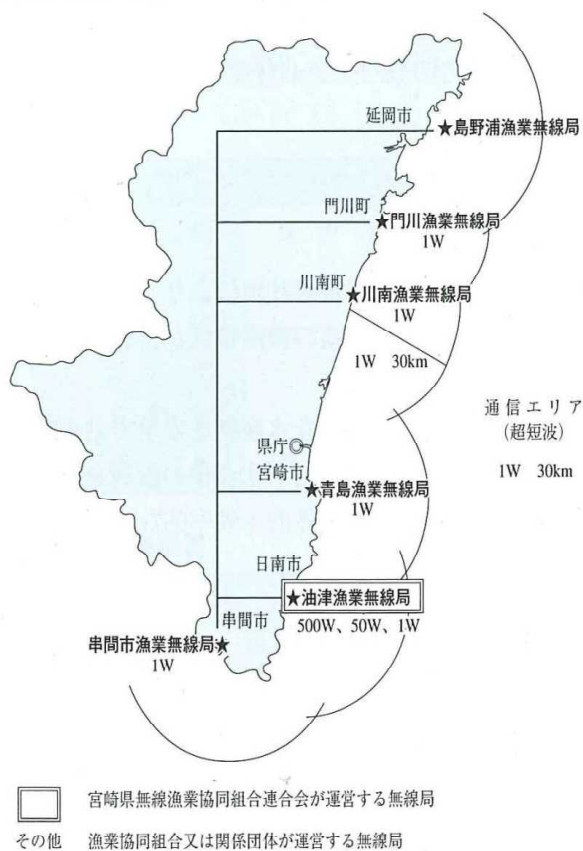 延岡市
★島野浦漁業無線局
門川町
★門川漁業無線局
1W
川南町
★川南漁業無線局
1W
1W 30km
通信エリア
(超短波)
1W 30km
県庁◎
宮崎市
★青島漁業無線局
1W
日南市
★油津漁業無線局
500W、50W、1W
串間市
串間市漁業無線局★
1W
宮崎県無線漁業協同組合連合会が運営する無線局
その他 漁業協同組合又は関係団体が運営する無線局